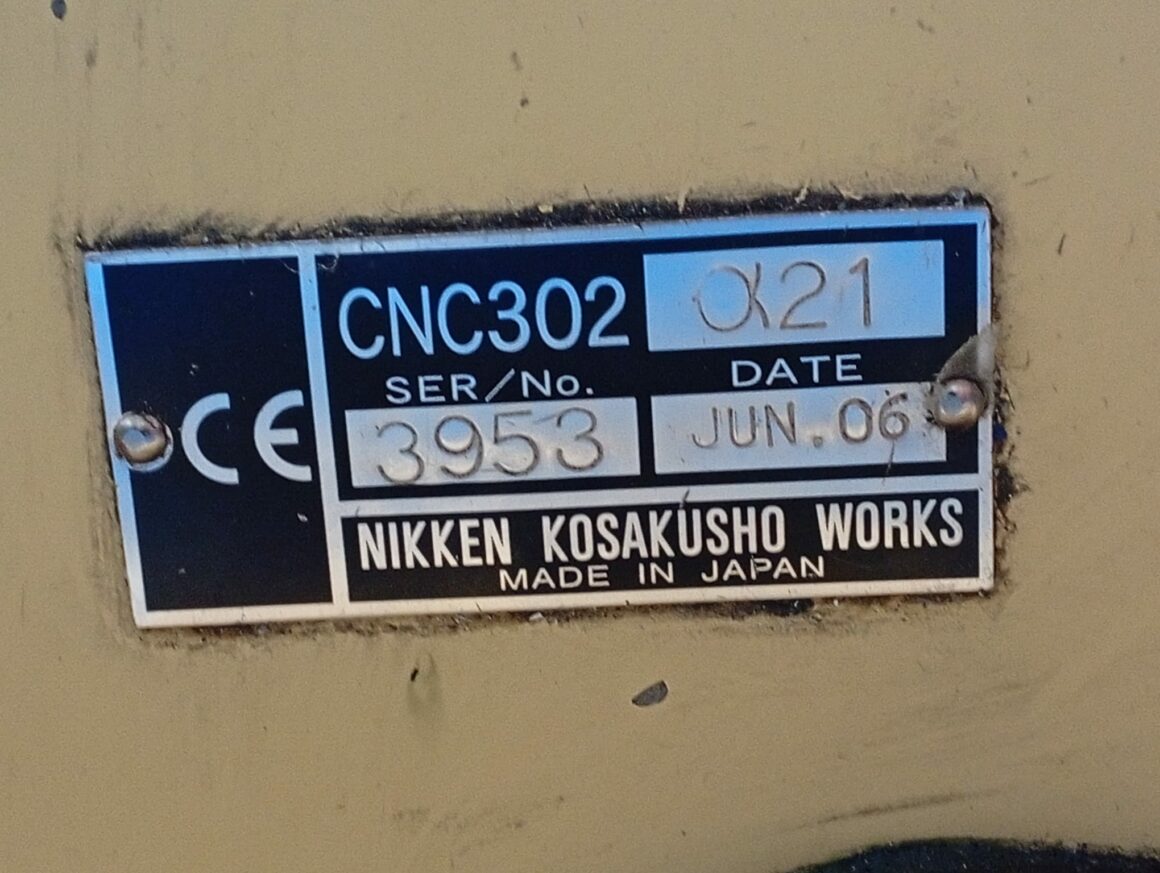 CE
CNC302 α21
SER/No. DATE
3953 JUN.06
NIKKEN KOSAKUSHO WORKS
MADE IN JAPAN